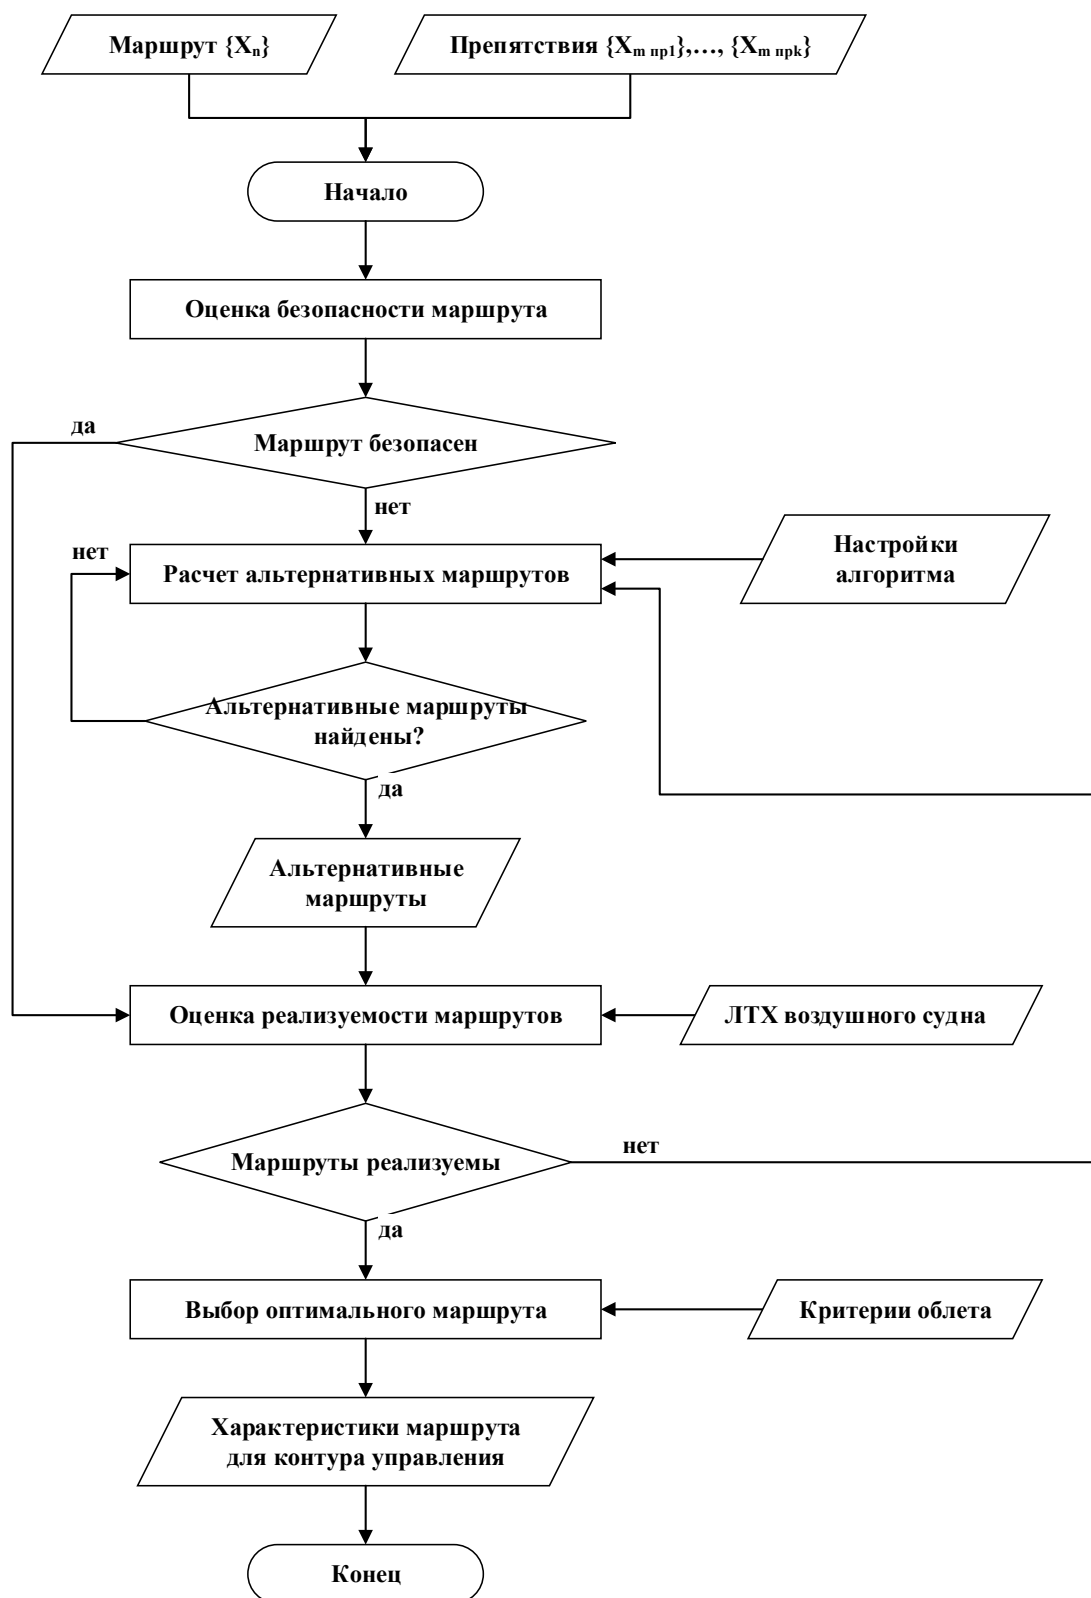 Маршрут {Xn}
Препятствия {Xm пр1},…, {Xm прk}
Начало
Оценка безопасности маршрута
да
Маршрут безопасен
нет
Настройки
алгоритма
нет
Расчет альтернативных маршрутов
Альтернативные маршруты
найдены?
да
Альтернативные
маршруты
Оценка реализуемости маршрутов
ЛТХ воздушного судна
Маршруты реализуемы
нет
да
Выбор оптимального маршрута
Критерии облета
Характеристики маршрута
для контура управления
Конец